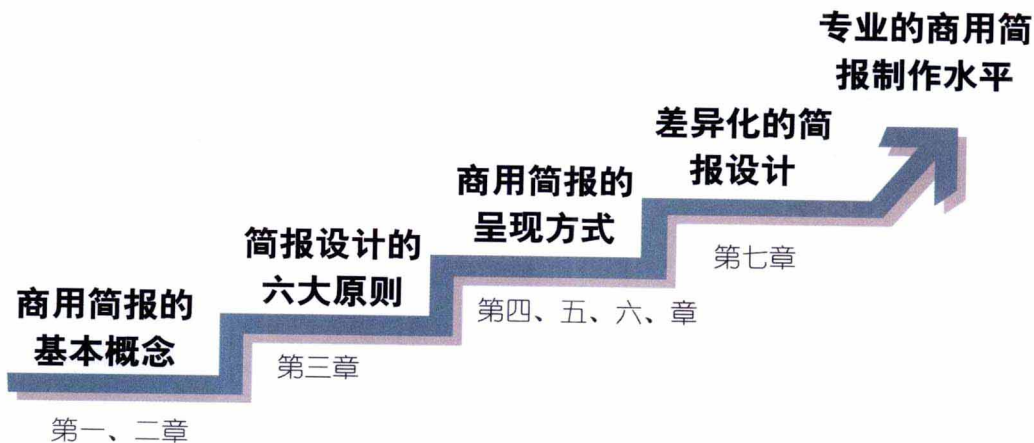 商用简报的
基本概念
第一、二章
简报设计的
六大原则
第三章
商用简报的
呈现方式
第四、五、六、章
差异化的简
报设计
第七章
专业的商用简
报制作水平